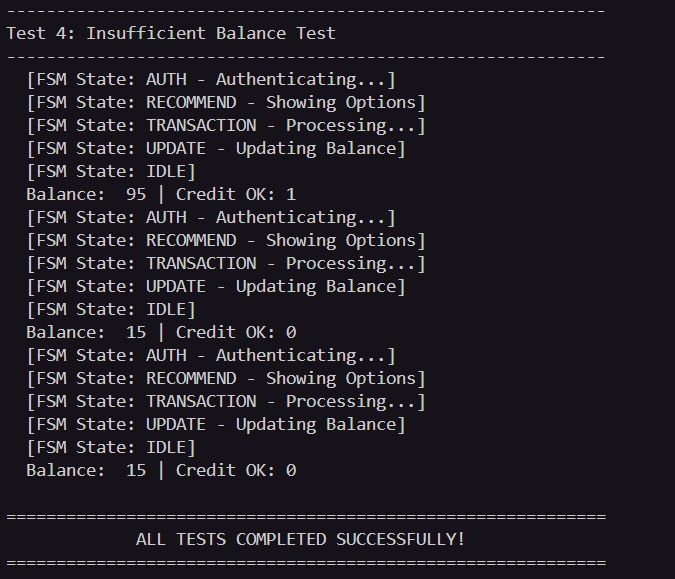 ------------------------------------------------------------
Test 4: Insufficient Balance Test
------------------------------------------------------------
  [FSM State: AUTH - Authenticating...]
  [FSM State: RECOMMEND - Showing Options]
  [FSM State: TRANSACTION - Processing...]
  [FSM State: UPDATE - Updating Balance]
  [FSM State: IDLE]
  Balance:  95 | Credit OK: 1
  [FSM State: AUTH - Authenticating...]
  [FSM State: RECOMMEND - Showing Options]
  [FSM State: TRANSACTION - Processing...]
  [FSM State: UPDATE - Updating Balance]
  [FSM State: IDLE]
  Balance:  15 | Credit OK: 0
  [FSM State: AUTH - Authenticating...]
  [FSM State: RECOMMEND - Showing Options]
  [FSM State: TRANSACTION - Processing...]
  [FSM State: UPDATE - Updating Balance]
  [FSM State: IDLE]
  Balance:  15 | Credit OK: 0

============================================================
             ALL TESTS COMPLETED SUCCESSFULLY!
============================================================